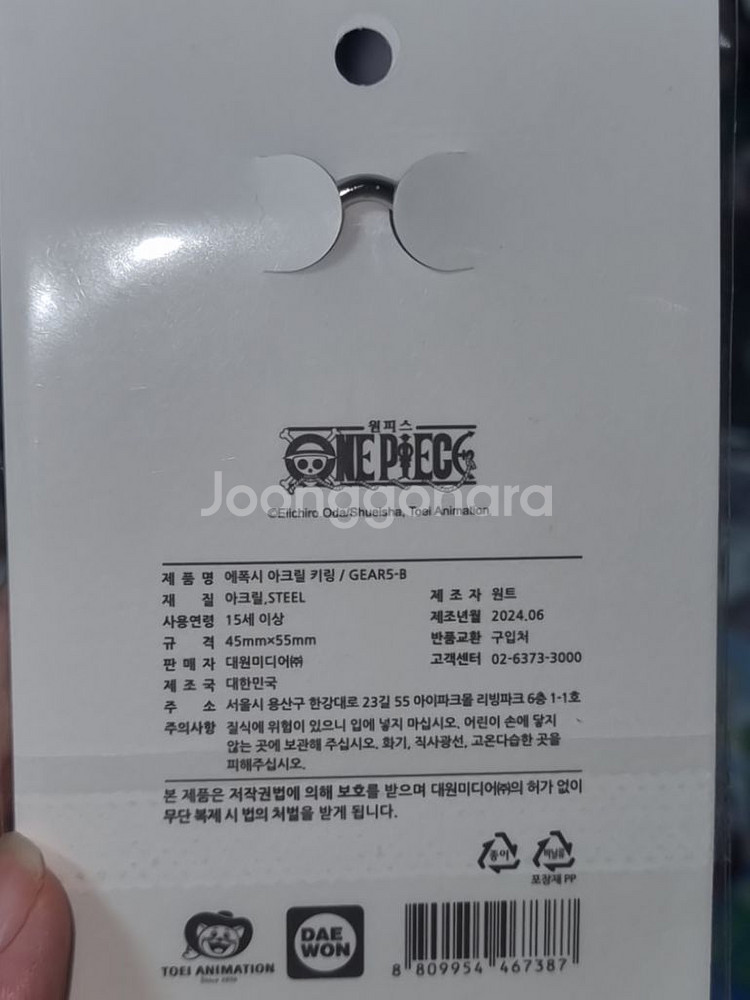 원피스
ONE PIECE
Joonggonara
©Eiichiro Oda/Shueisha, Toei Animation
제 품 명 에폭시 아크릴 키링 / GEAR5-B
재 질 아크릴,STEEL 제 조 자 원트
사용연령 15세 이상 제조년월 2024.06
규 격 45mm×55mm 반품교환 구입처
판 매 자 대원미디어㈜ 고객센터 02-6373-3000
제 조 국 대한민국
주 소 서울시 용산구 한강대로 23길 55 아이파크몰 리빙파크 6층 1-1호
주의사항 질식에 위험이 있으니 입에 넣지 마십시오. 어린이 손에 닿지
않는 곳에 보관해 주십시오. 화기, 직사광선, 고온다습한 곳을
피해주십시오.
본 제품은 저작권법에 의해 보호를 받으며 대원미디어㈜의 허가 없이
무단 복제 시 법의 처벌을 받게 됩니다.
종이 비닐류
포장재 PP
DAE
WON
TOEI ANIMATION
Since 1956
8 809954 467387